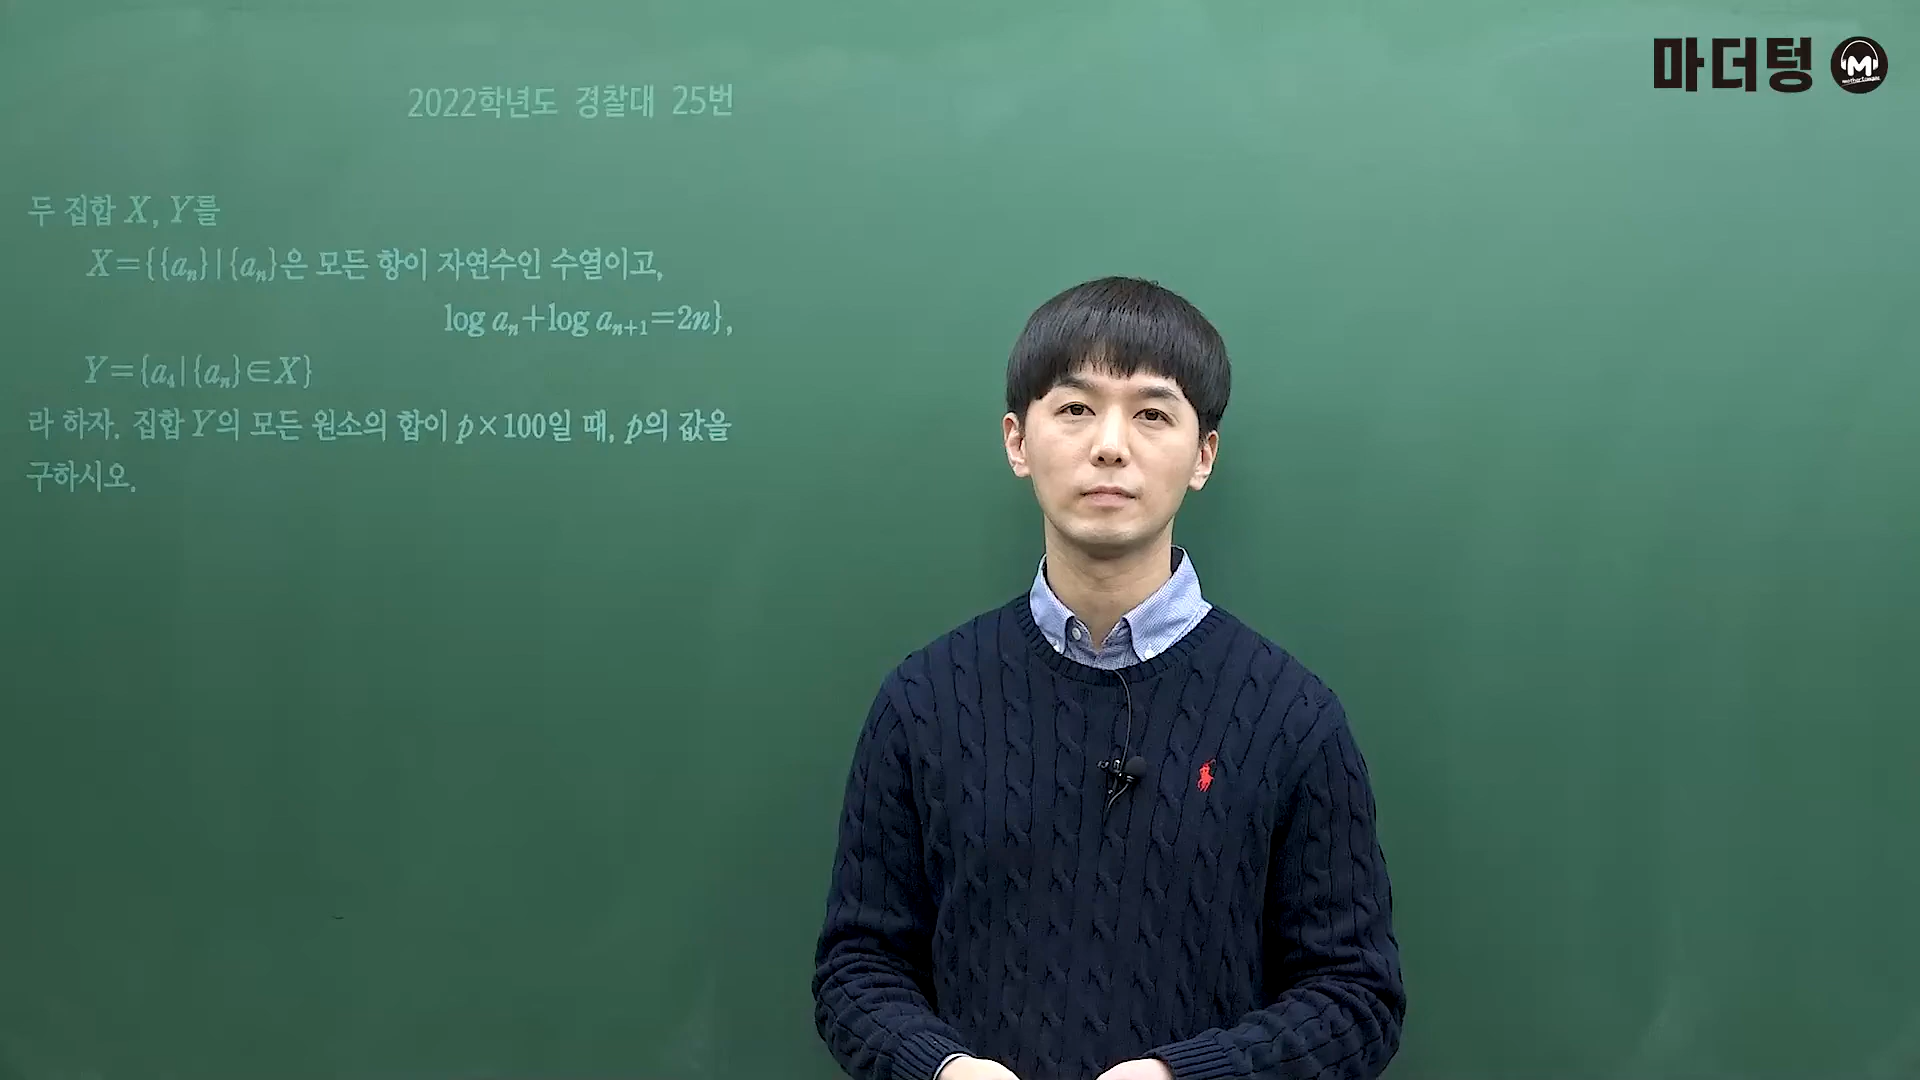 마더텅
2022학년도 경찰대 25번
두 집합 X, Y를
X={{aₙ}|{aₙ}은 모든 항이 자연수인 수열이고,
log aₙ+log aₙ₊₁=2n},
Y={a₄|{aₙ}∈X}
라 하자. 집합 Y의 모든 원소의 합이 p×100일 때, p의 값을
구하시오.